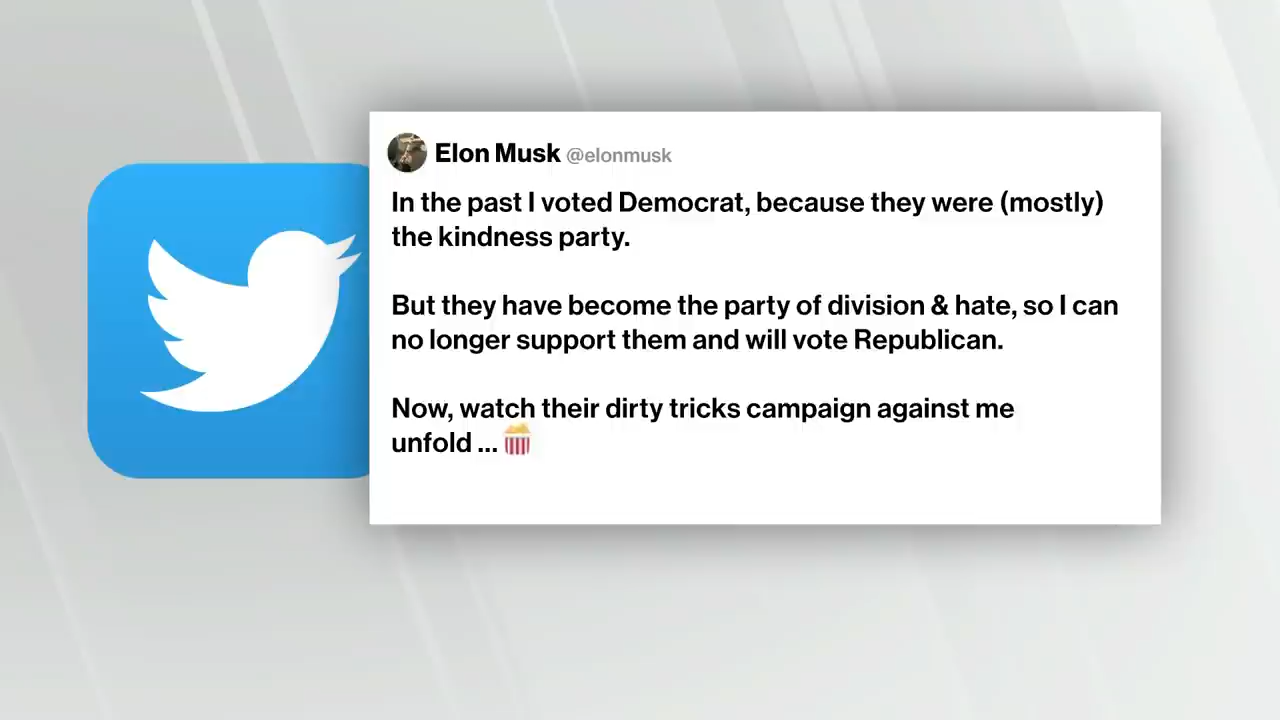 Elon Musk @elonmusk
In the past I voted Democrat, because they were (mostly)
the kindness party.
But they have become the party of division & hate, so I can
no longer support them and will vote Republican.
Now, watch their dirty tricks campaign against me
unfold ... 🍿